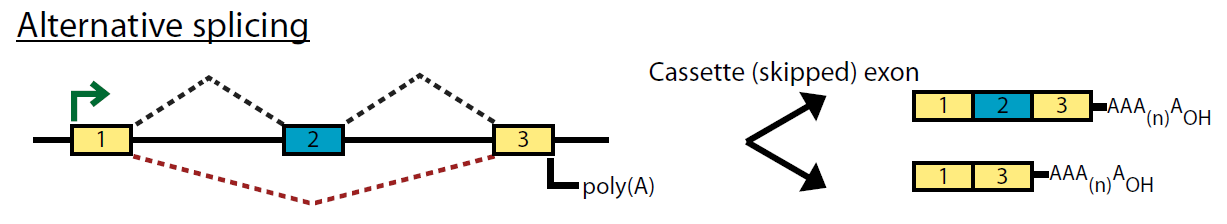 Alternative splicing
Cassette (skipped) exon
1 2 3
poly(A)
1 2 3 AAA(n)AOH
1 3 AAA(n)AOH